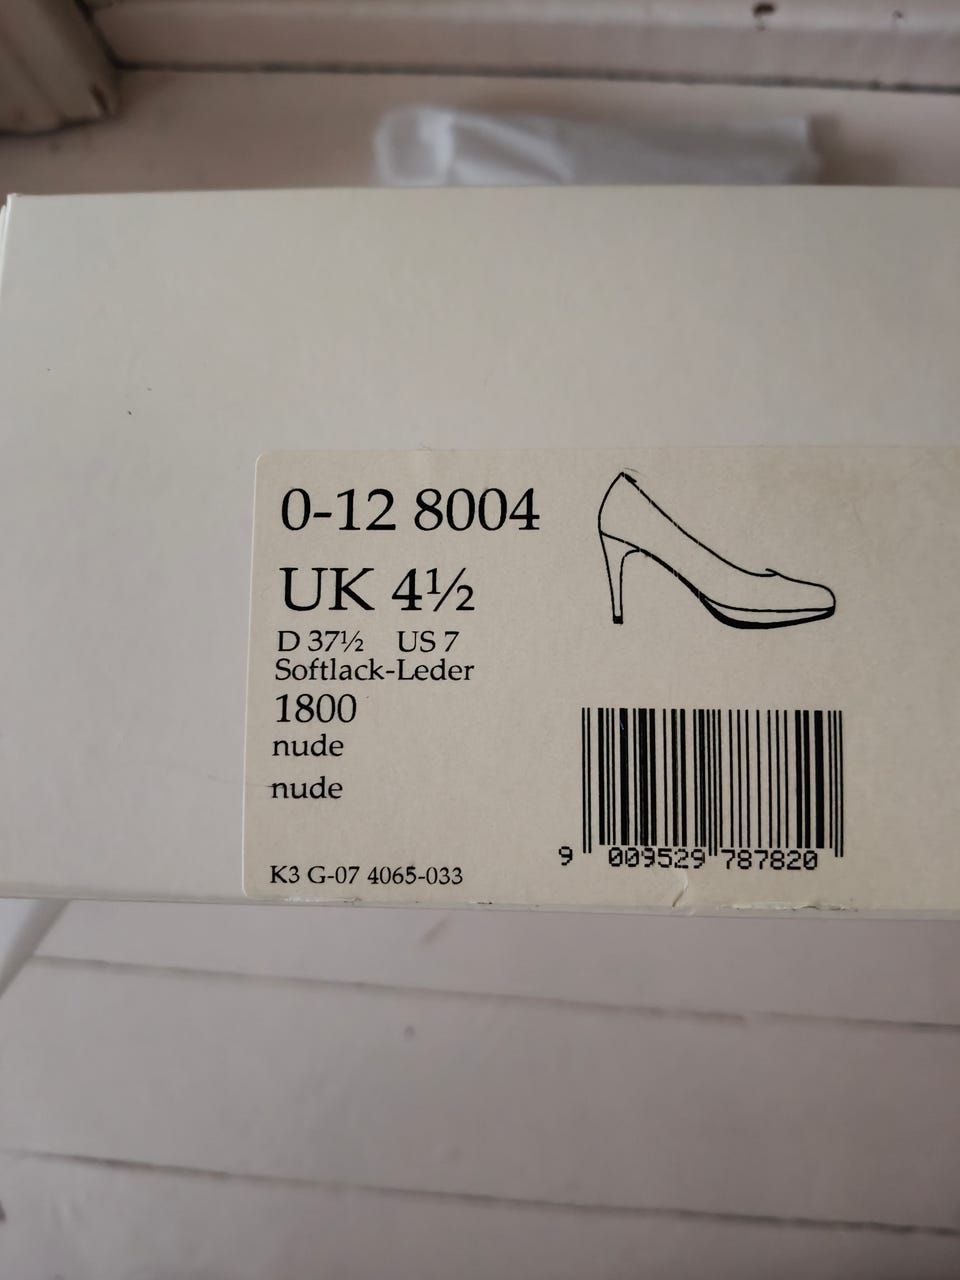 0-12 8004
UK 4½
D 37½ US 7
Softlack-Leder
1800
nude
nude
K3 G-07 4065-033
9 009529 787820